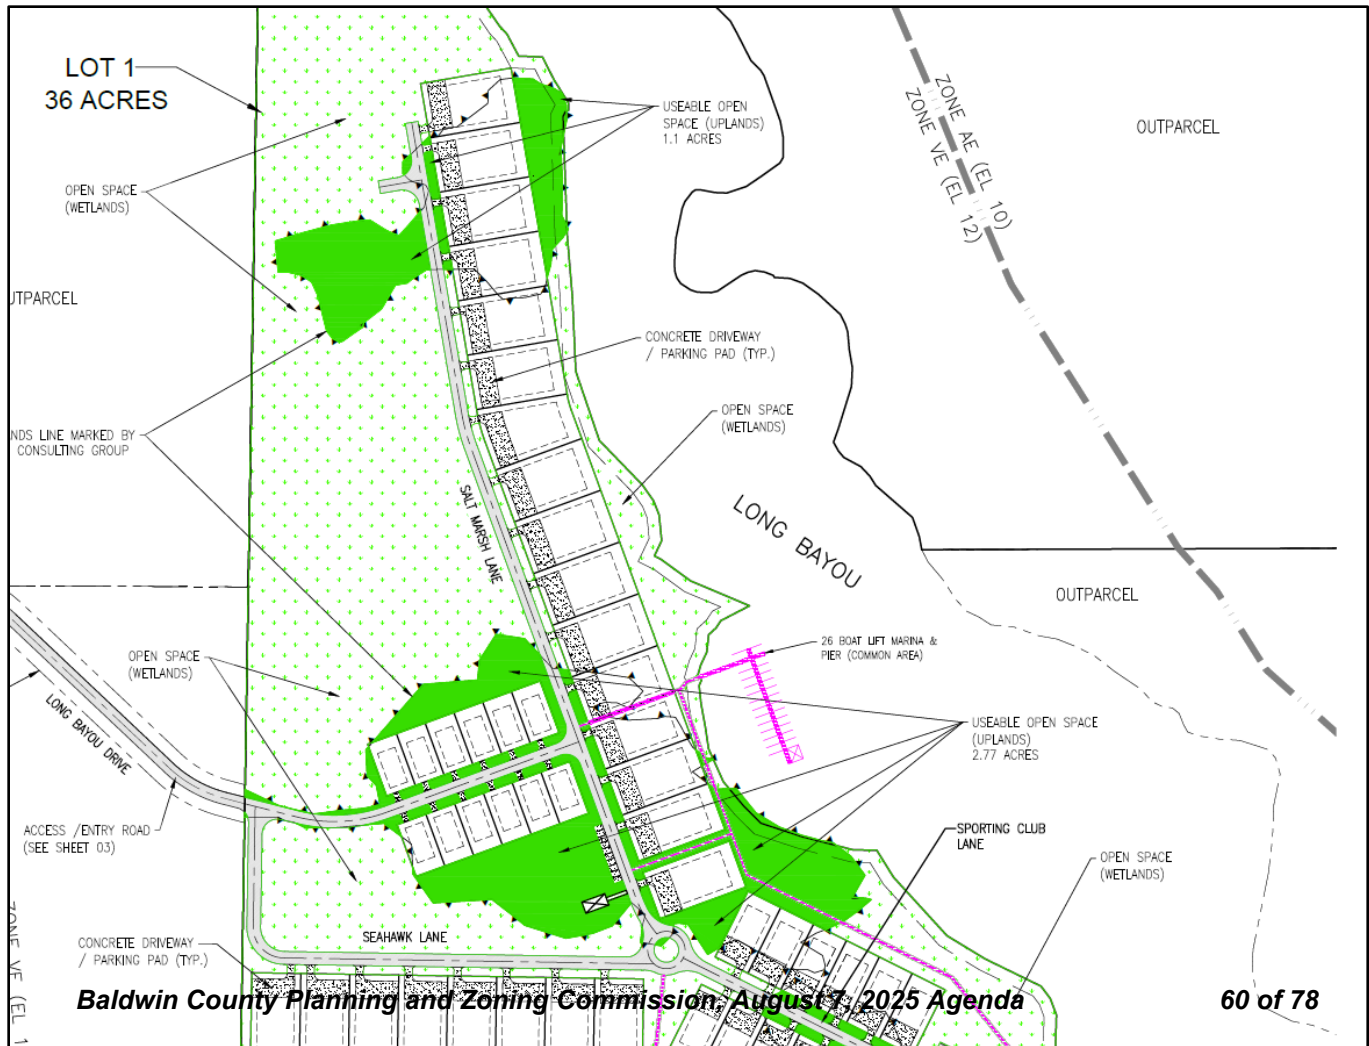 LOT 1
36 ACRES
OPEN SPACE
(WETLANDS)
USEABLE OPEN
SPACE (UPLANDS)
1.1 ACRES
ZONE AE (EL 10)
ZONE VE (EL 12)
OUTPARCEL
UTPARCEL
CONCRETE DRIVEWAY
/ PARKING PAD (TYP.)
OPEN SPACE
(WETLANDS)
NDS LINE MARKED BY
CONSULTING GROUP
SALT MARSH LANE
LONG BAYOU
OUTPARCEL
26 BOAT LIFT MARINA &
PIER (COMMON AREA)
OPEN SPACE
(WETLANDS)
LONG BAYOU DRIVE
USEABLE OPEN SPACE
(UPLANDS)
2.77 ACRES
ACCESS /ENTRY ROAD
(SEE SHEET 03)
SPORTING CLUB
LANE
OPEN SPACE
(WETLANDS)
ZONE VE (EL 1
SEAHAWK LANE
CONCRETE DRIVEWAY
/ PARKING PAD (TYP.)
Baldwin County Planning and Zoning Commission, August 7, 2025 Agenda
60 of 78